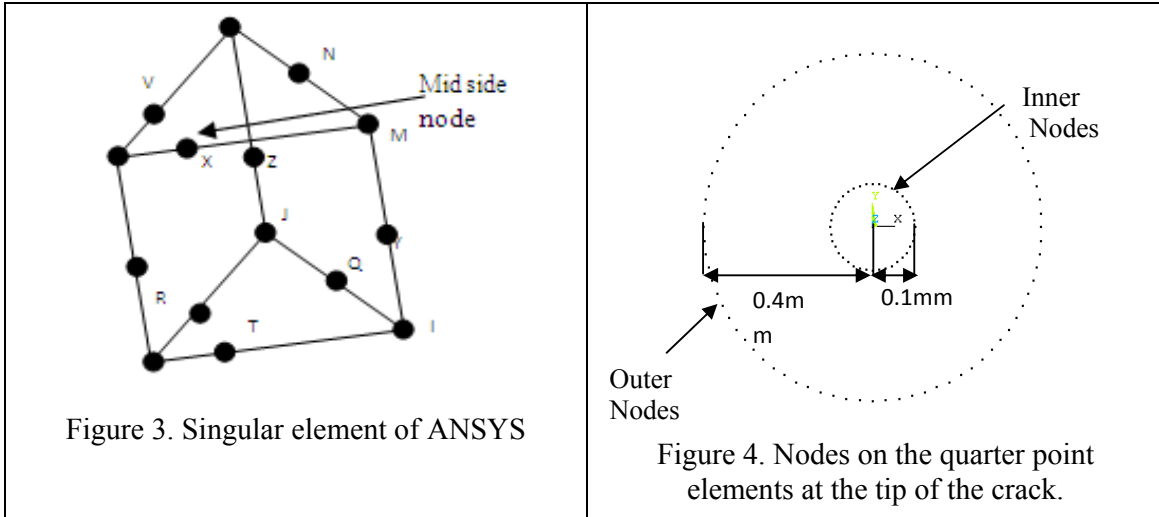 N
V
Mid side
node
M
X
Z
J
Y
Q
R
T
I
Figure 3. Singular element of ANSYS
Inner
Nodes
Y
Z X
0.4m
m
0.1mm
Outer
Nodes
Figure 4. Nodes on the quarter point
elements at the tip of the crack.